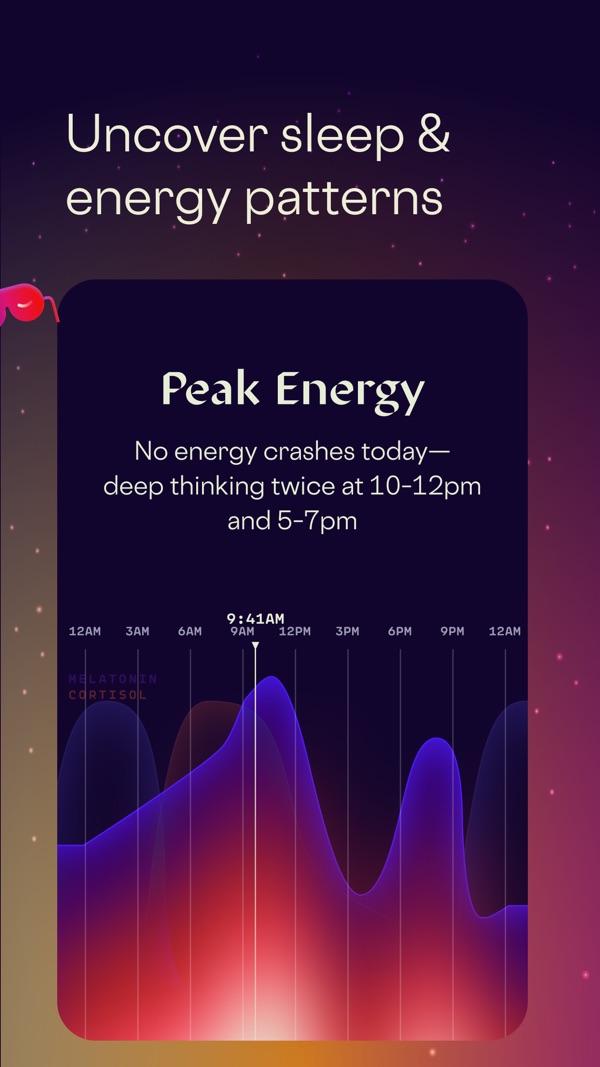 Uncover sleep &
energy patterns
Peak Energy
No energy crashes today—
deep thinking twice at 10–12pm
and 5–7pm
9:41AM
12AM 3AM 6AM 9AM 12PM 3PM 6PM 9PM 12AM
MELATONIN
CORTISOL